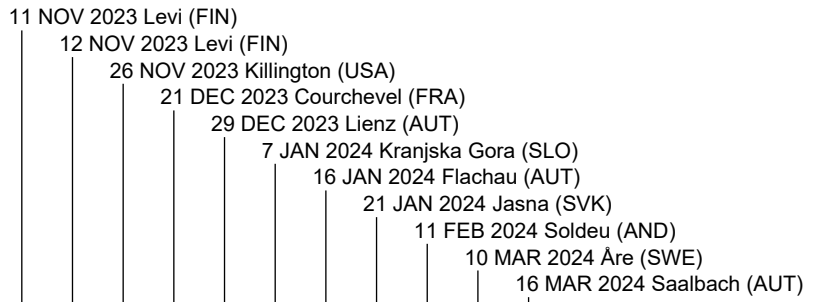 11 NOV 2023 Levi (FIN)
12 NOV 2023 Levi (FIN)
26 NOV 2023 Killington (USA)
21 DEC 2023 Courchevel (FRA)
29 DEC 2023 Lienz (AUT)
7 JAN 2024 Kranjska Gora (SLO)
16 JAN 2024 Flachau (AUT)
21 JAN 2024 Jasna (SVK)
11 FEB 2024 Soldeu (AND)
10 MAR 2024 Åre (SWE)
16 MAR 2024 Saalbach (AUT)